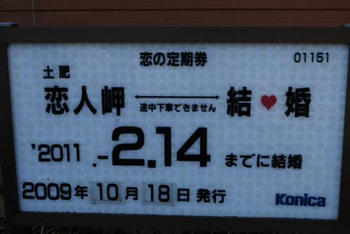 恋の定期券 01151
土肥
恋人岬 ⟷ 結♥婚
途中下車できません
'2011.-2.14 までに結婚
2009年10月18日 発行
Konica